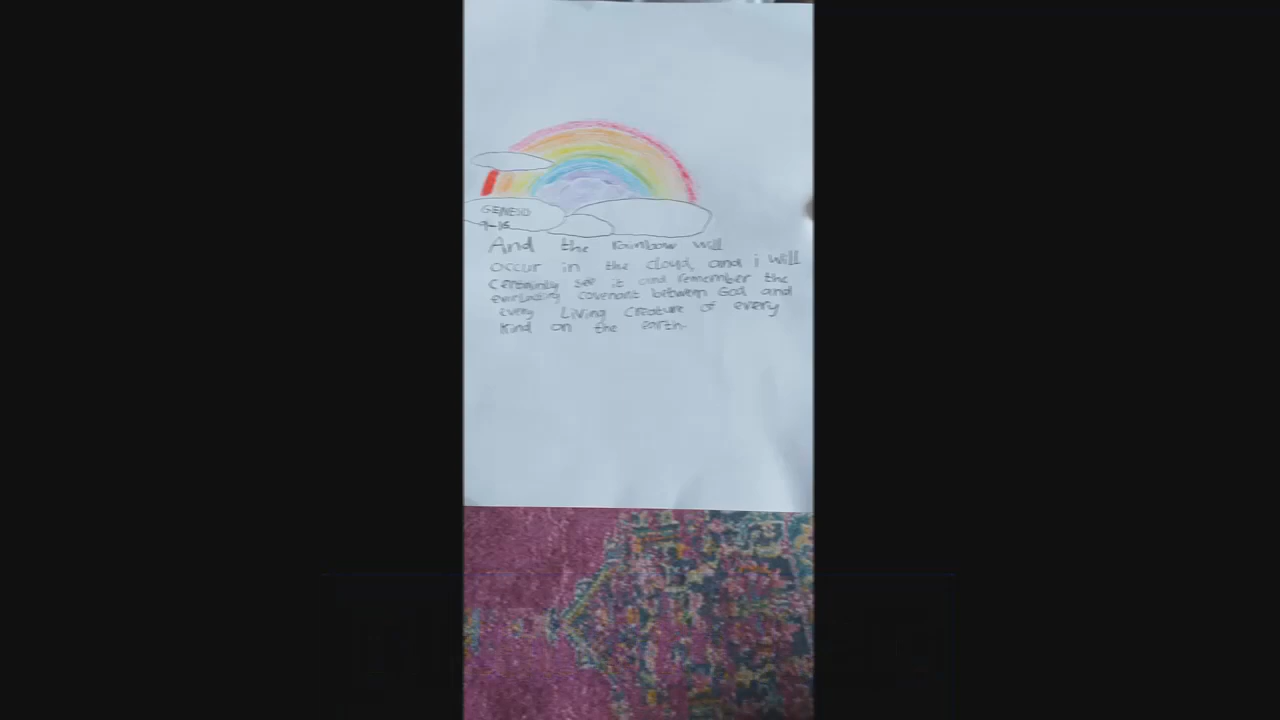 GENESIS
9-16
And the rainbow will
occur in the cloud, and i will
certainly see it and remember the
everlasting covenant between God and
every Living Creature of every
kind on the earth.